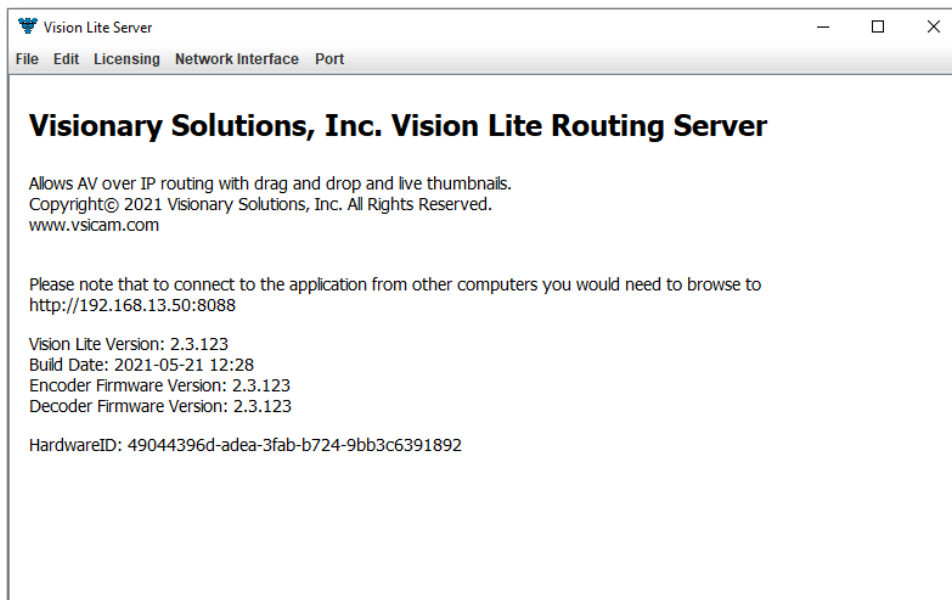 Vision Lite Server
File Edit Licensing Network Interface Port
Visionary Solutions, Inc. Vision Lite Routing Server
Allows AV over IP routing with drag and drop and live thumbnails.
Copyright© 2021 Visionary Solutions, Inc. All Rights Reserved.
www.vsicam.com
Please note that to connect to the application from other computers you would need to browse to
http://192.168.13.50:8088
Vision Lite Version: 2.3.123
Build Date: 2021-05-21 12:28
Encoder Firmware Version: 2.3.123
Decoder Firmware Version: 2.3.123
HardwareID: 49044396d-adea-3fab-b724-9bb3c6391892